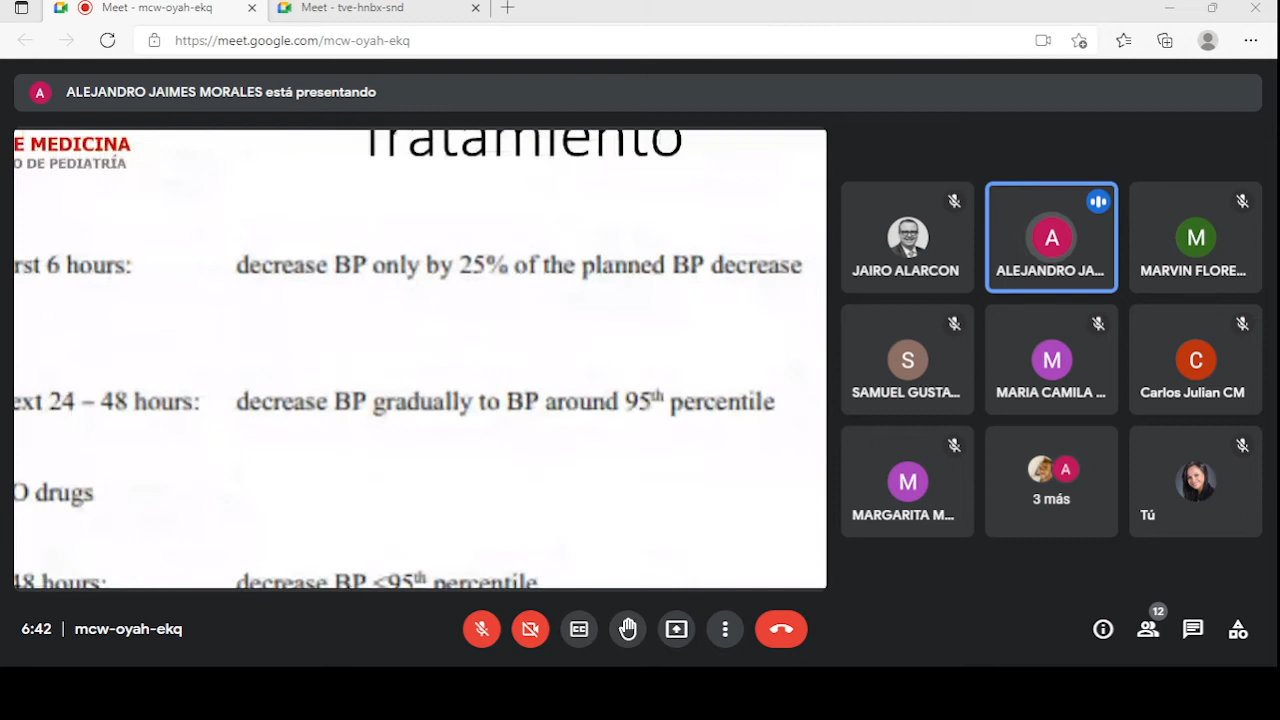 Meet - mcw-oyah-ekq
Meet - tve-hnbx-snd
https://meet.google.com/mcw-oyah-ekq
A
ALEJANDRO JAIMES MORALES está presentando
E MEDICINA
O DE PEDIATRÍA
Tratamiento
rst 6 hours: decrease BP only by 25% of the planned BP decrease
ext 24 – 48 hours: decrease BP gradually to BP around 95th percentile
O drugs
48 hours: decrease BP <95th percentile
JAIRO ALARCON
A
ALEJANDRO JA...
M
MARVIN FLORE...
S
SAMUEL GUSTA...
M
MARIA CAMILA ...
C
Carlos Julian CM
M
MARGARITA M...
A
3 más
Tú
6:42 | mcw-oyah-ekq
12